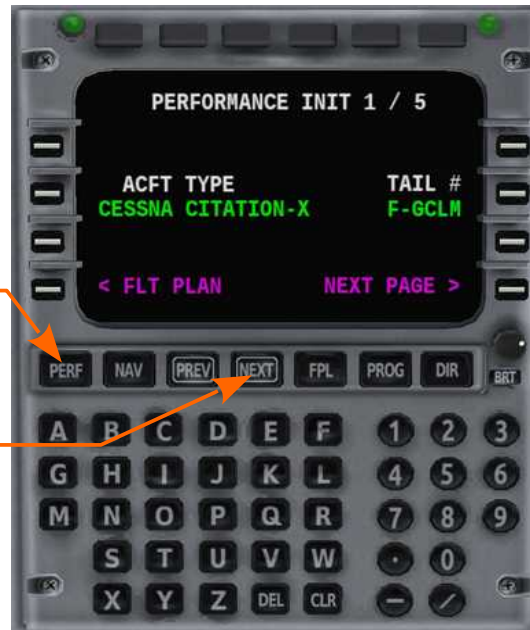 PERFORMANCE INIT 1 / 5
ACFT TYPE TAIL #
CESSNA CITATION-X F-GCLM
< FLT PLAN NEXT PAGE >
PERF NAV PREV NEXT FPL PROG DIR BRT
A B C D E F 1 2 3
G H I J K L 4 5 6
M N O P Q R 7 8 9
S T U V W · 0
X Y Z DEL CLR - /